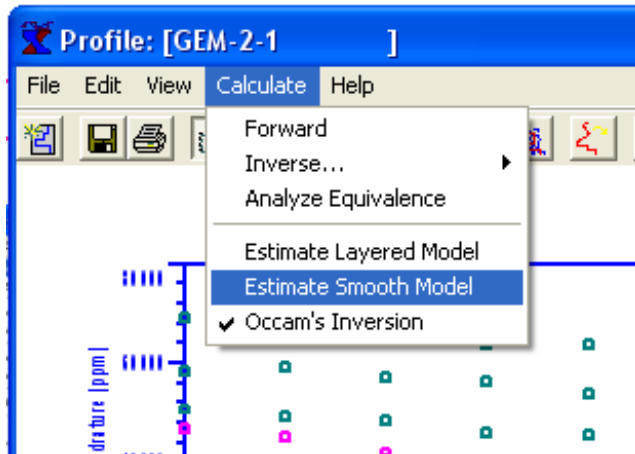 Profile: [GEM-2-1 ]
File Edit View Calculate Help
Forward
Inverse...
Analyze Equivalence
Estimate Layered Model
Estimate Smooth Model
Occam's Inversion
[ppm]